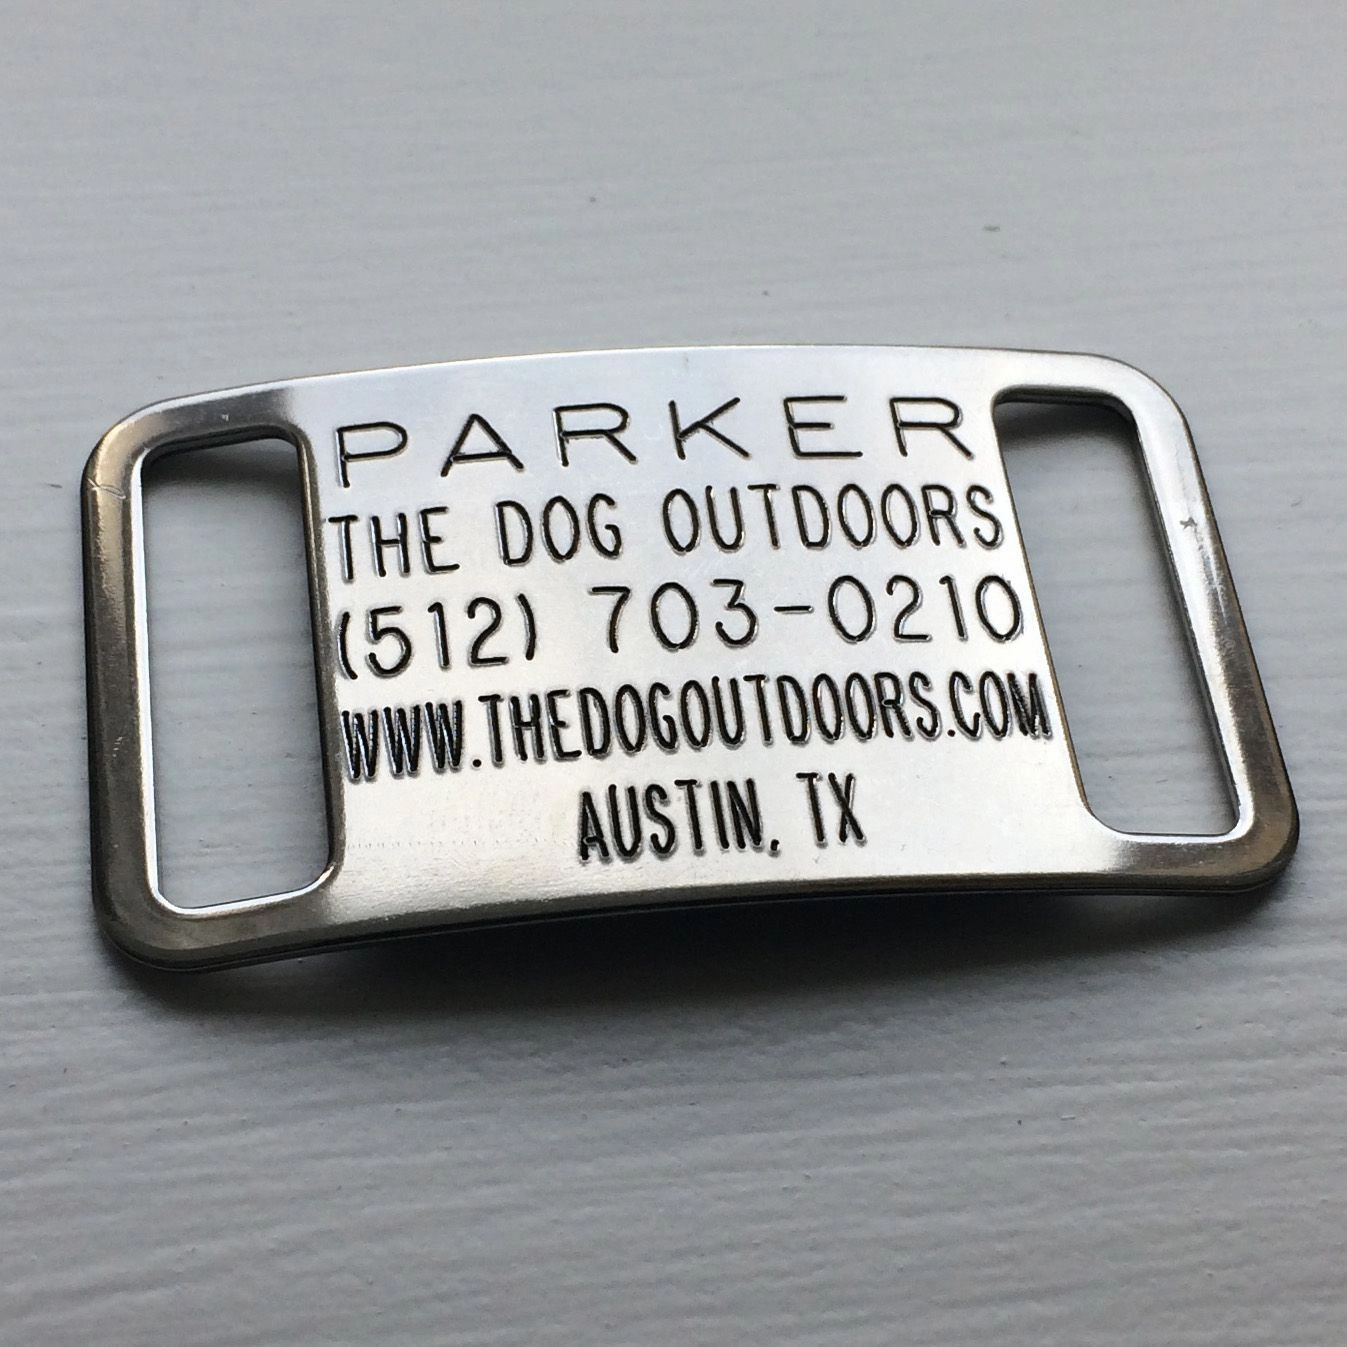 PARKER
THE DOG OUTDOORS
(512) 703-0210
WWW.THEDOGOUTDOORS.COM
AUSTIN, TX